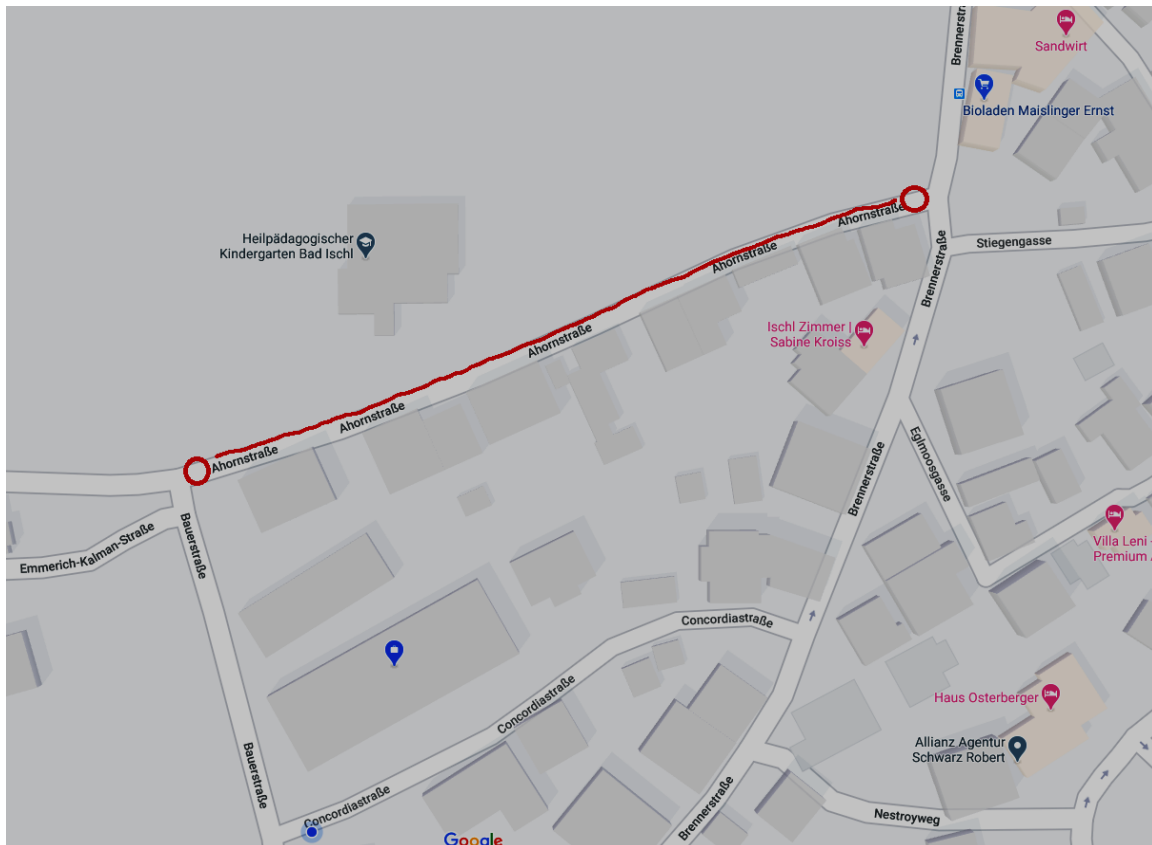 Brennerstr
Sandwirt
Bioladen Maislinger Ernst
Heilpädagogischer
Kindergarten Bad Ischl
Ahornstraße
Ahornstraße
Stiegengasse
Brennerstraße
Ischl Zimmer |
Sabine Kroiss
Ahornstraße
Ahornstraße
Ahornstraße
Eglmoosgasse
Brennerstraße
Emmerich-Kalman-Straße
Bauerstraße
Villa Leni -
Premium A
Concordiastraße
Concordiastraße
Haus Osterberger
Allianz Agentur
Schwarz Robert
Bauerstraße
Concordiastraße
Brennerstraße
Nestroyweg
Google